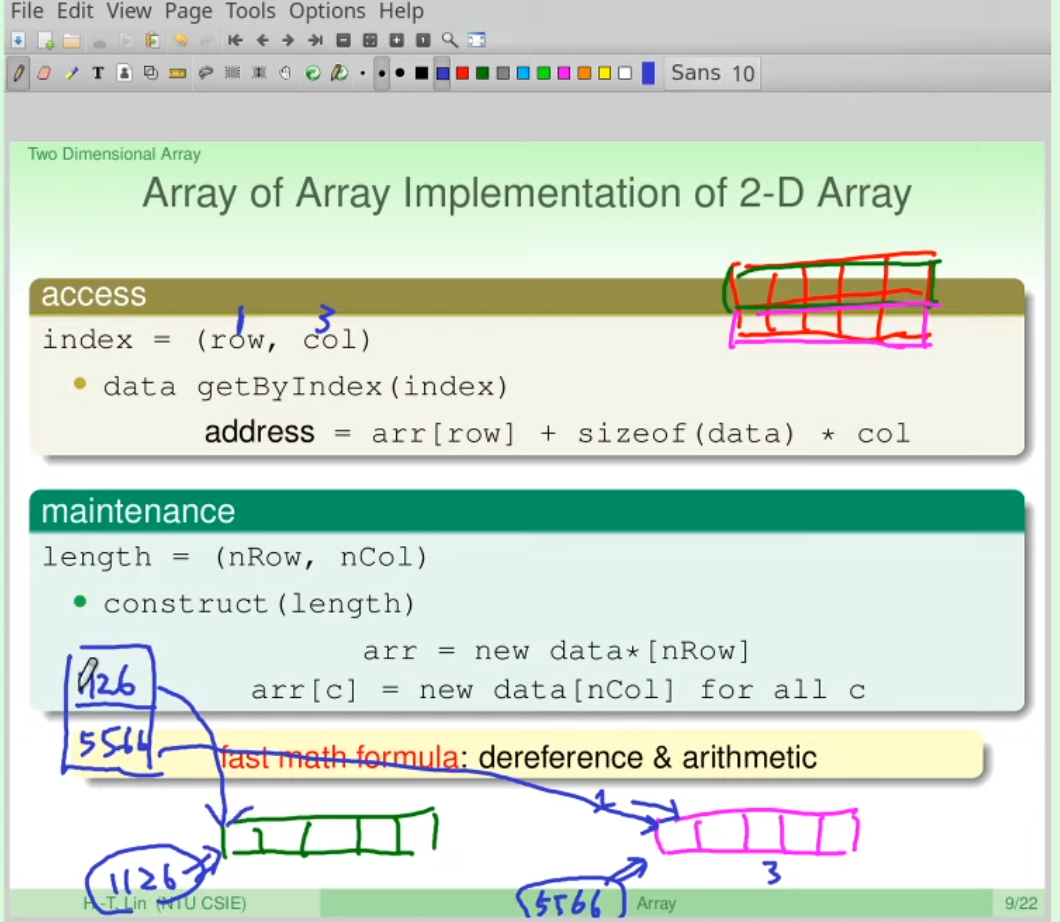 File Edit View Page Tools Options Help
T Sans 10
Two Dimensional Array
Array of Array Implementation of 2-D Array
access
1 3
index = (row, col)
• data getByIndex(index)
address = arr[row] + sizeof(data) * col
maintenance
length = (nRow, nCol)
• construct(length)
arr = new data*[nRow]
1126
arr[c] = new data[nCol] for all c
5566
fast math formula: dereference & arithmetic
1
3
1126
5566
H.-T. Lin (NTU CSIE) Array 9/22